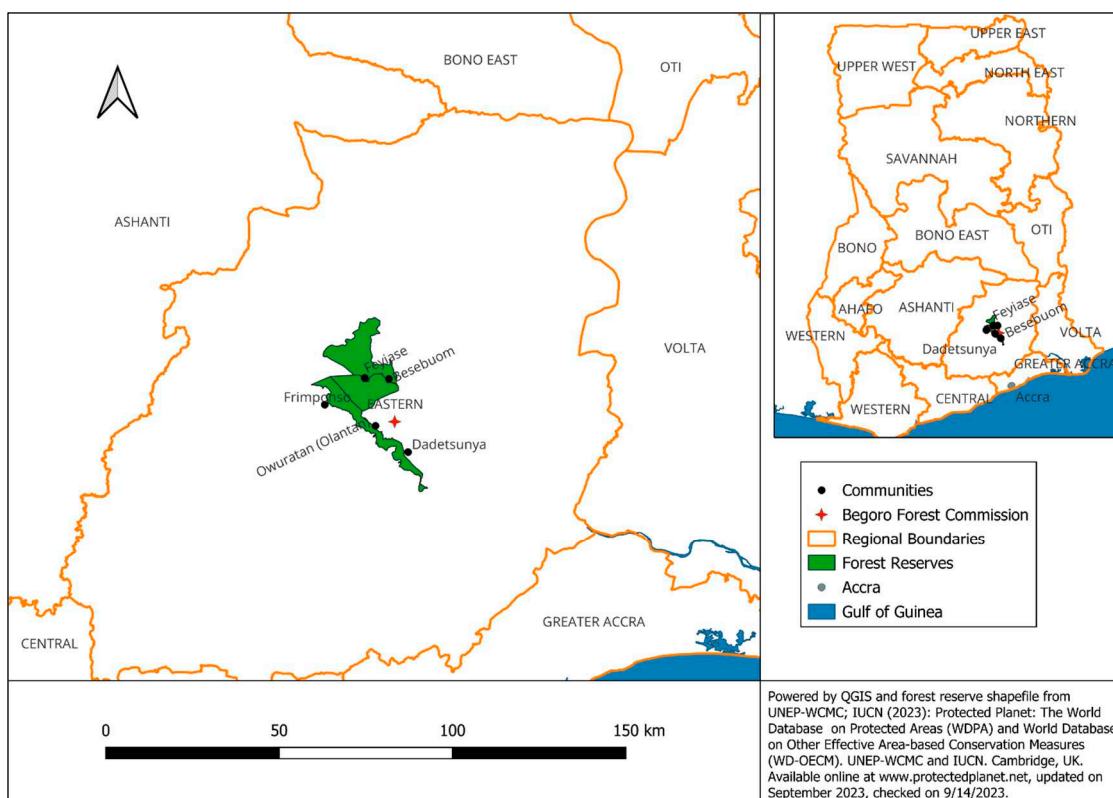 BONO EAST
OTI
ASHANTI
VOLTA
Feyiase
Besebuom
Frimponso
EASTERN
Owuratan (Olanta)
Dadetsunya
CENTRAL
GREATER ACCRA
0 50 100 150 km
UPPER EAST
UPPER WEST
NORTH EAST
NORTHERN
SAVANNAH
BONO
BONO EAST
OTI
AHAFO
ASHANTI
Feyiase
Besebuom
WESTERN
VOLTA
Dadetsunya
GREATER ACCRA
WESTERN
CENTRAL
Accra
Communities
Begoro Forest Commission
Regional Boundaries
Forest Reserves
Accra
Gulf of Guinea
Powered by QGIS and forest reserve shapefile from
UNEP-WCMC; IUCN (2023): Protected Planet: The World
Database on Protected Areas (WDPA) and World Database
on Other Effective Area-based Conservation Measures
(WD-OECM). UNEP-WCMC and IUCN. Cambridge, UK.
Available online at www.protectedplanet.net, updated on
September 2023, checked on 9/14/2023.